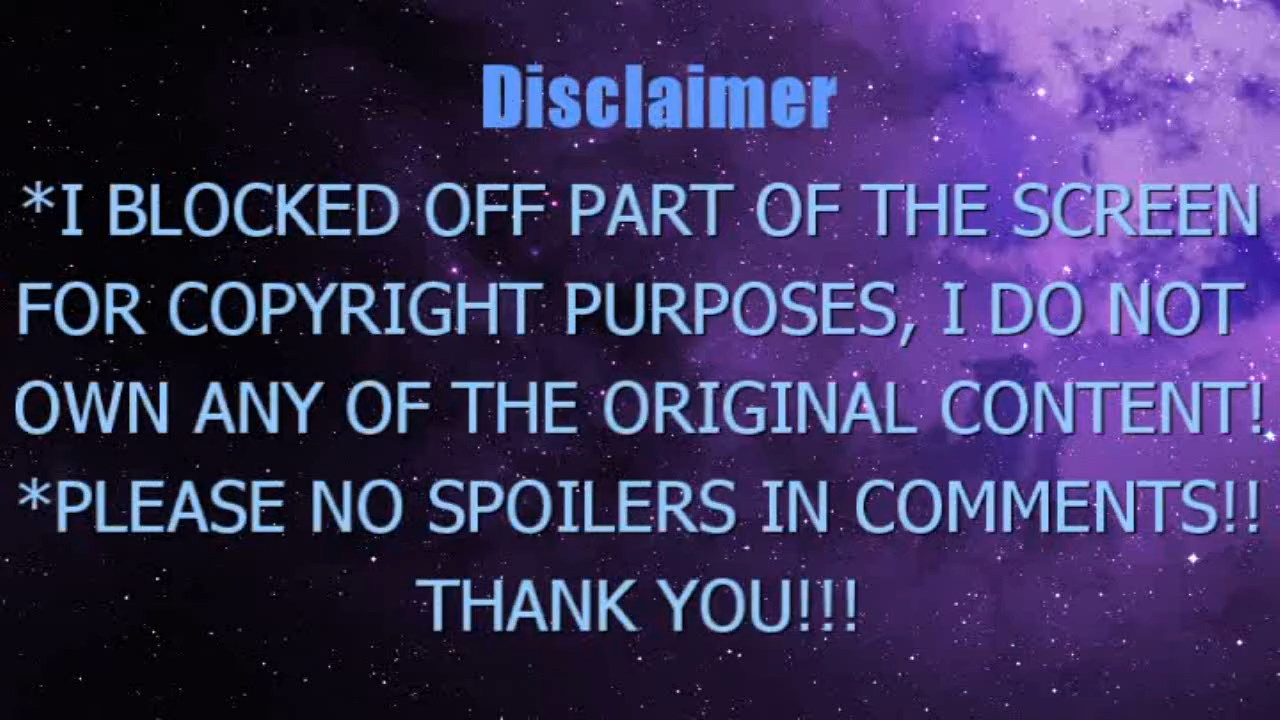 Disclaimer
*I BLOCKED OFF PART OF THE SCREEN
FOR COPYRIGHT PURPOSES, I DO NOT
OWN ANY OF THE ORIGINAL CONTENT!
*PLEASE NO SPOILERS IN COMMENTS!!
THANK YOU!!!